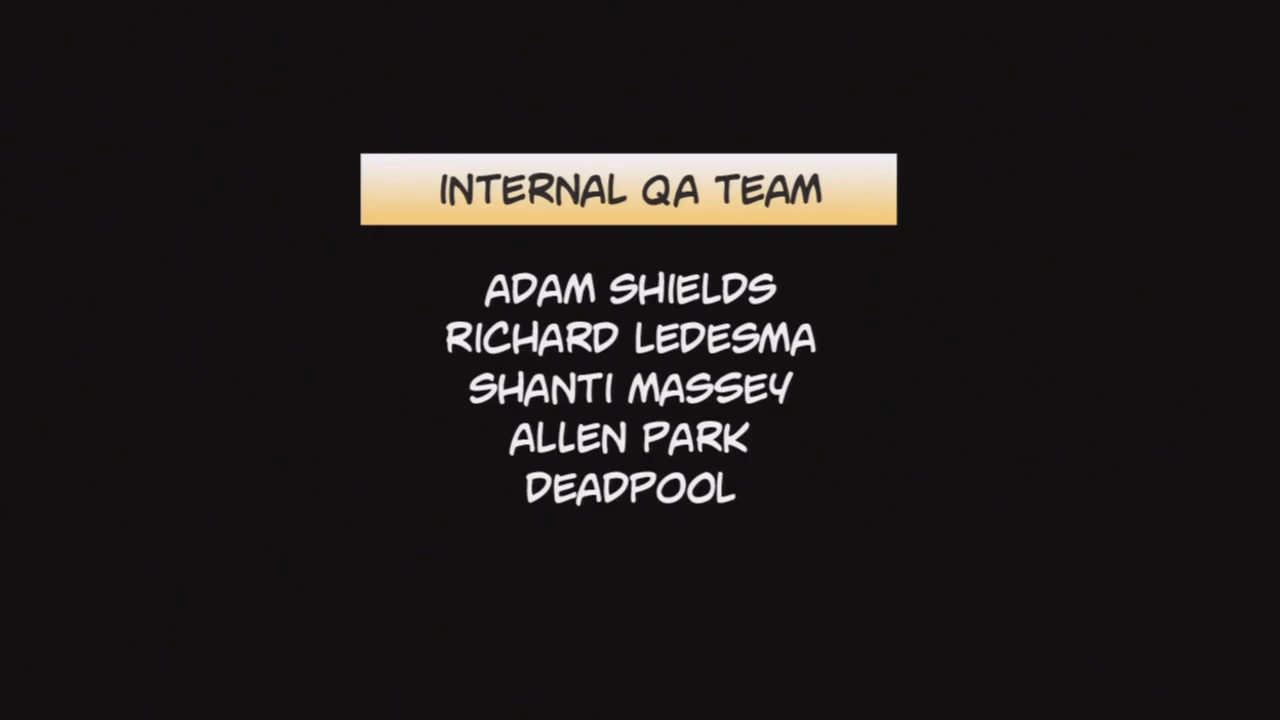 INTERNAL QA TEAM
ADAM SHIELDS
RICHARD LEDESMA
SHANTI MASSEY
ALLEN PARK
DEADPOOL